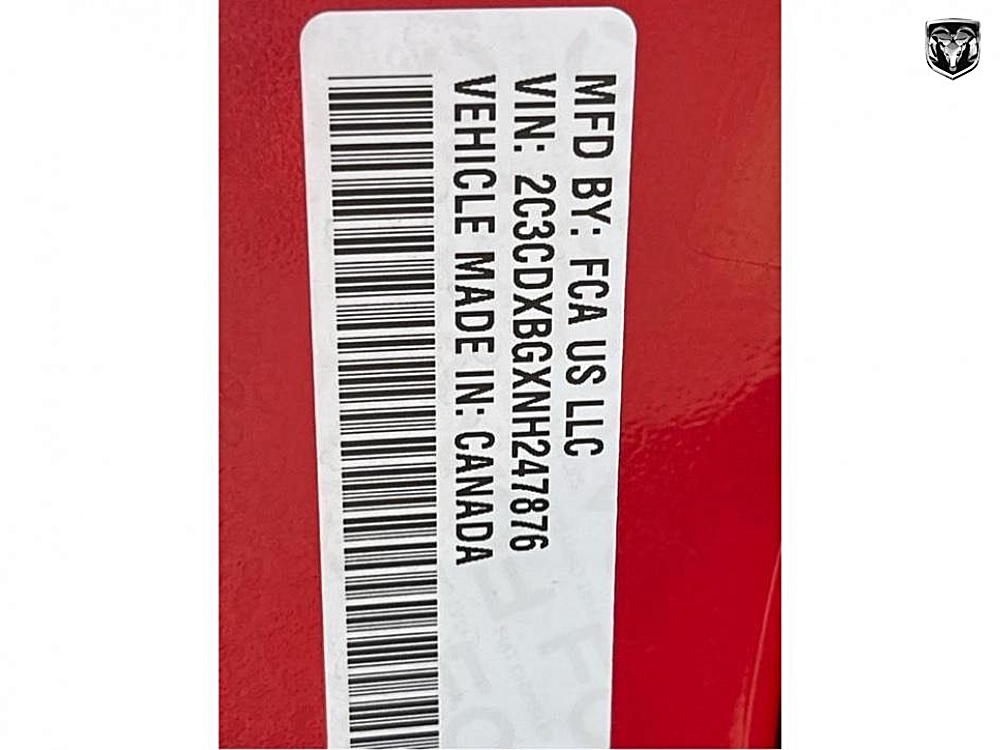 MFD BY: FCA US LLC
VIN: 2C3CDXBGXNH247876
VEHICLE MADE IN: CANADA